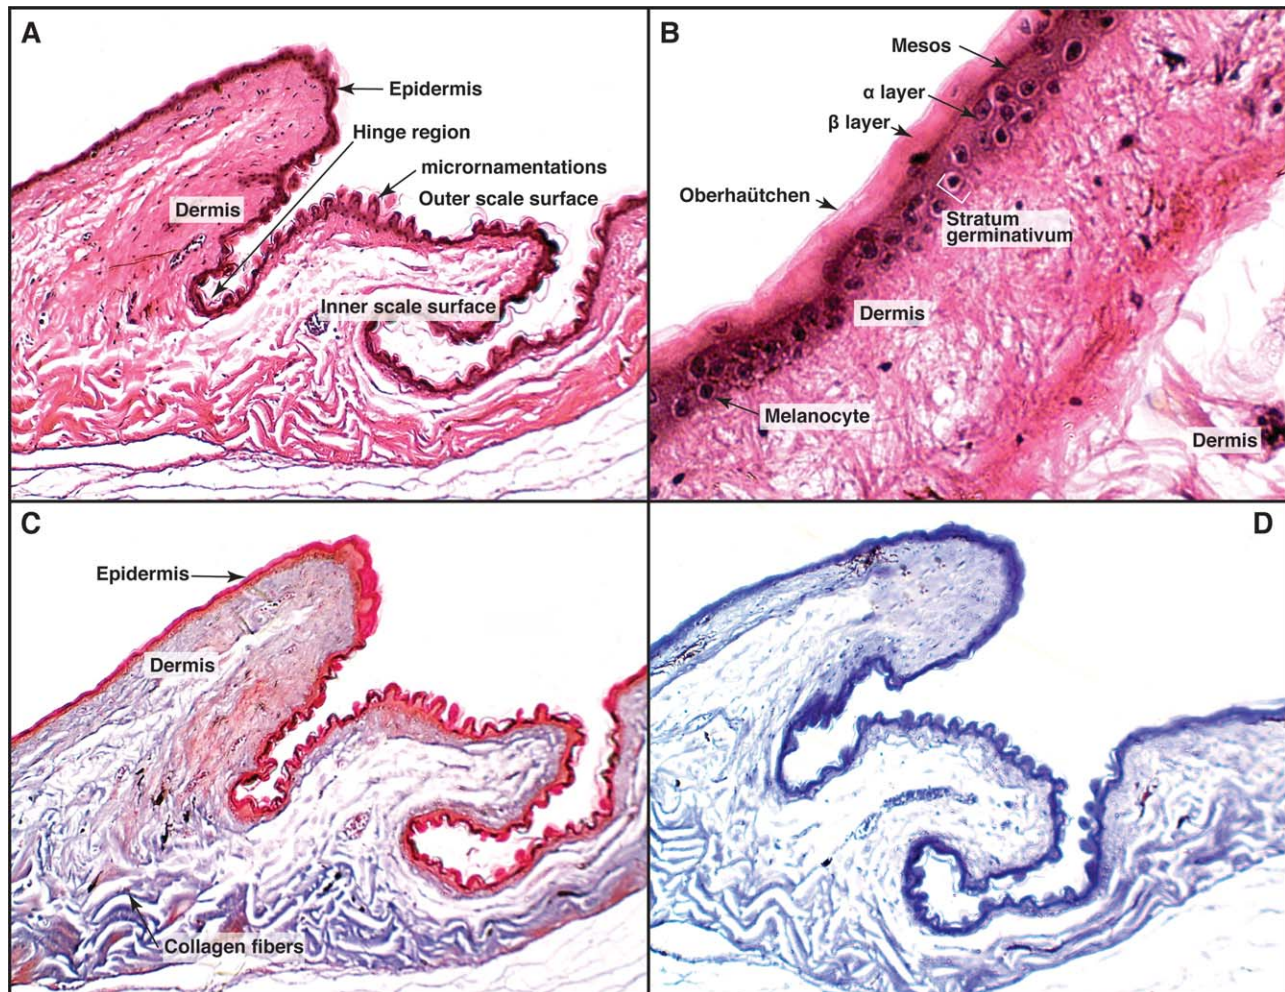 A
Epidermis
Hinge region
micrornamentations
Outer scale surface
Dermis
Inner scale surface
B
Mesos
α layer
β layer
Oberhaütchen
Stratum
germinativum
Dermis
Melanocyte
Dermis
C
Epidermis
Dermis
Collagen fibers
D